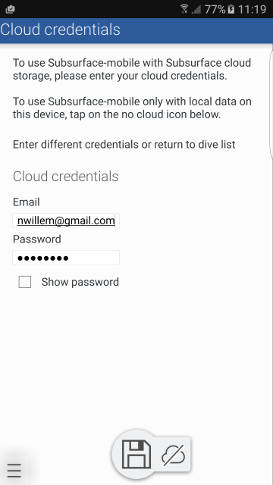 77% 11:19
Cloud credentials
To use Subsurface-mobile with Subsurface cloud
storage, please enter your cloud credentials.
To use Subsurface-mobile only with local data on
this device, tap on the no cloud icon below.
Enter different credentials or return to dive list
Cloud credentials
Email
nwillem@gmail.com
Password
••••••••
Show password